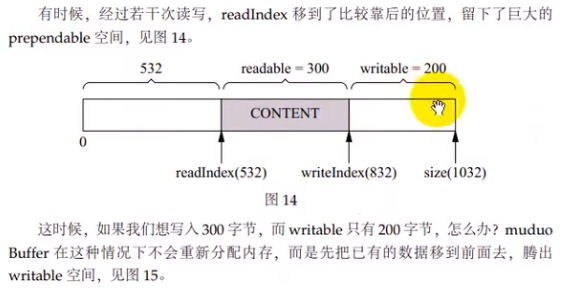 有时候，经过若干次读写，readIndex 移到了比较靠后的位置，留下了巨大的
prependable 空间，见图 14。
532 readable = 300 writable = 200
CONTENT
0
readIndex(532) writeIndex(832) size(1032)
图 14
这时候，如果我们想写入 300 字节，而 writable 只有 200 字节，怎么办？muduo
Buffer 在这种情况下不会重新分配内存，而是先把已有的数据移到前面去，腾出
writable 空间，见图 15。